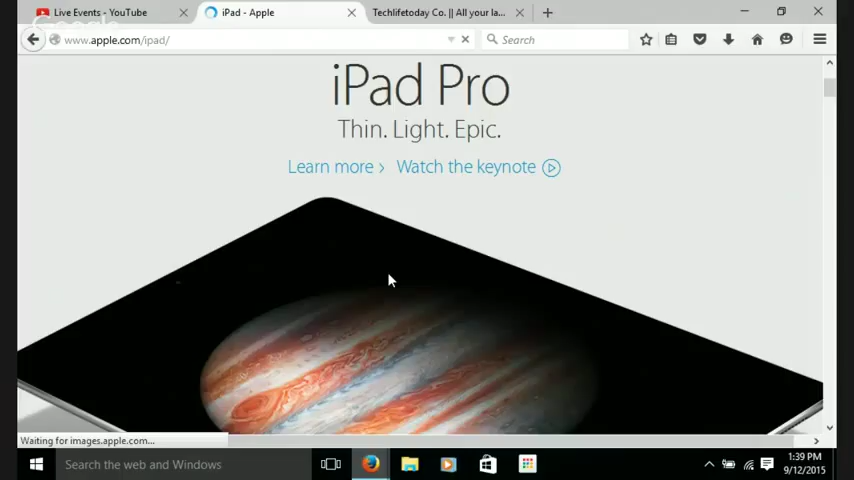 Live Events - YouTube
iPad - Apple
Techlifetoday Co. || All your la...
Google
www.apple.com/ipad/
Search
iPad Pro
Thin. Light. Epic.
Learn more >
Watch the keynote
Waiting for images.apple.com...
Search the web and Windows
1:39 PM
9/12/2015